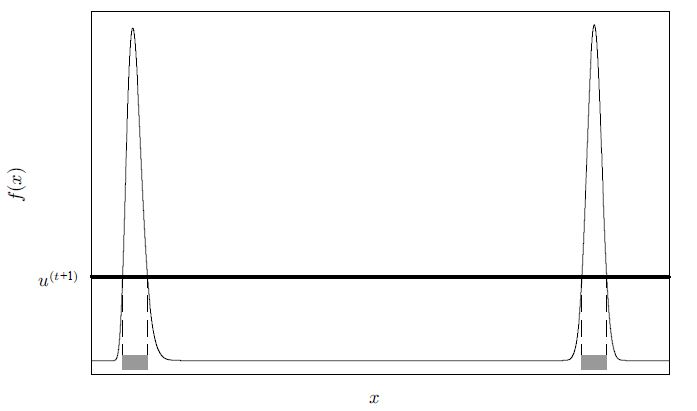 f(x)
u^(t+1)
x